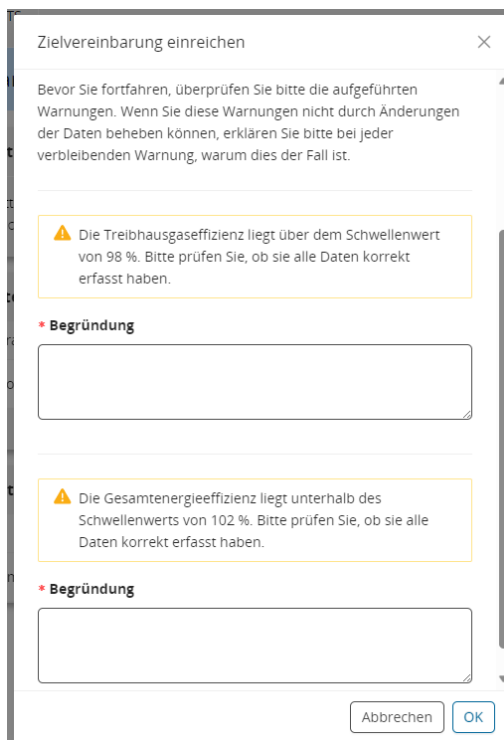 Zielvereinbarung einreichen
Bevor Sie fortfahren, überprüfen Sie bitte die aufgeführten
Warnungen. Wenn Sie diese Warnungen nicht durch Änderungen
der Daten beheben können, erklären Sie bitte bei jeder
verbleibenden Warnung, warum dies der Fall ist.
Die Treibhausgaseffizienz liegt über dem Schwellenwert
von 98 %. Bitte prüfen Sie, ob sie alle Daten korrekt
erfasst haben.
* Begründung
Die Gesamtenergieeffizienz liegt unterhalb des
Schwellenwerts von 102 %. Bitte prüfen Sie, ob sie alle
Daten korrekt erfasst haben.
* Begründung
Abbrechen
OK